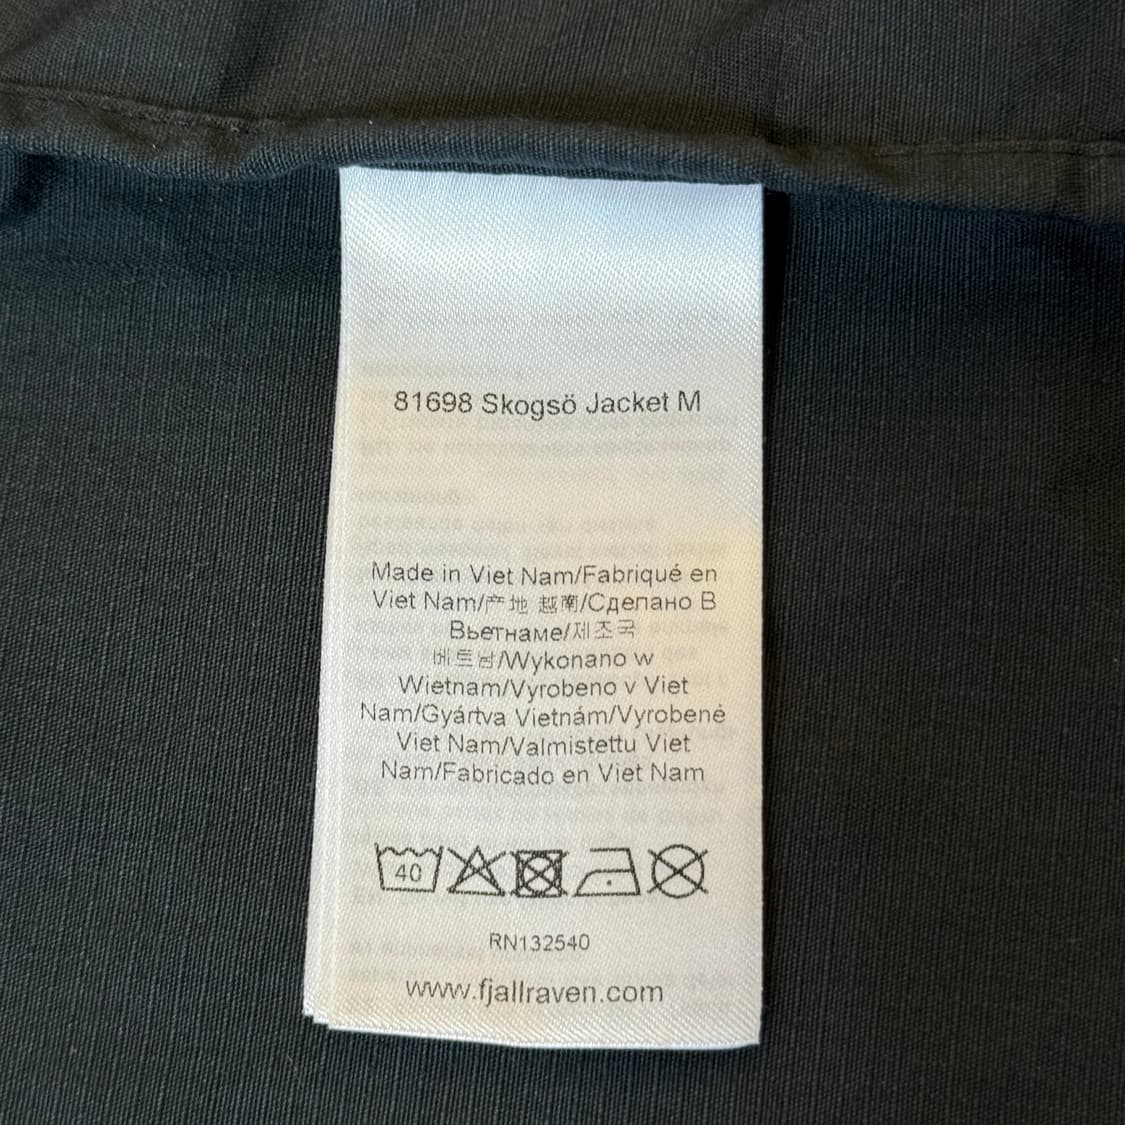 81698 Skogsö Jacket M
Made in Viet Nam/Fabriqué en
Viet Nam/产地 越南/Сделано В
Вьетнаме/제조국
베트남/Wykonano w
Wietnam/Vyrobeno v Viet
Nam/Gyártva Vietnám/Vyrobené
Viet Nam/Valmistettu Viet
Nam/Fabricado en Viet Nam
40
RN132540
www.fjallraven.com